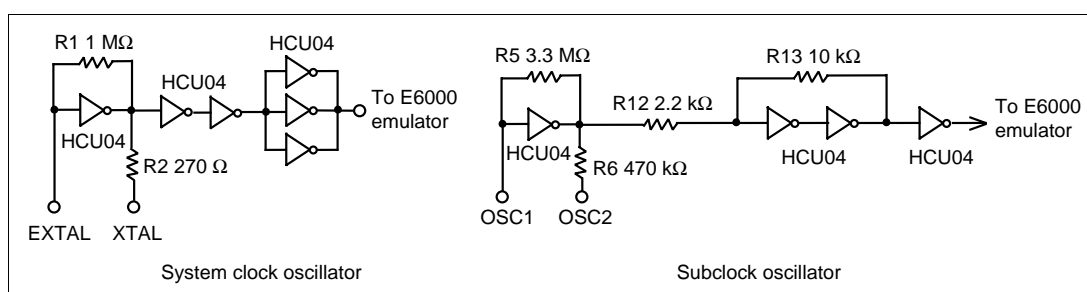 R1 1 MΩ
HCU04
HCU04
HCU04
To E6000
emulator
R2 270 Ω
EXTAL
XTAL
System clock oscillator
R5 3.3 MΩ
HCU04
R12 2.2 kΩ
R6 470 kΩ
OSC1
OSC2
R13 10 kΩ
HCU04
HCU04
To E6000
emulator
Subclock oscillator